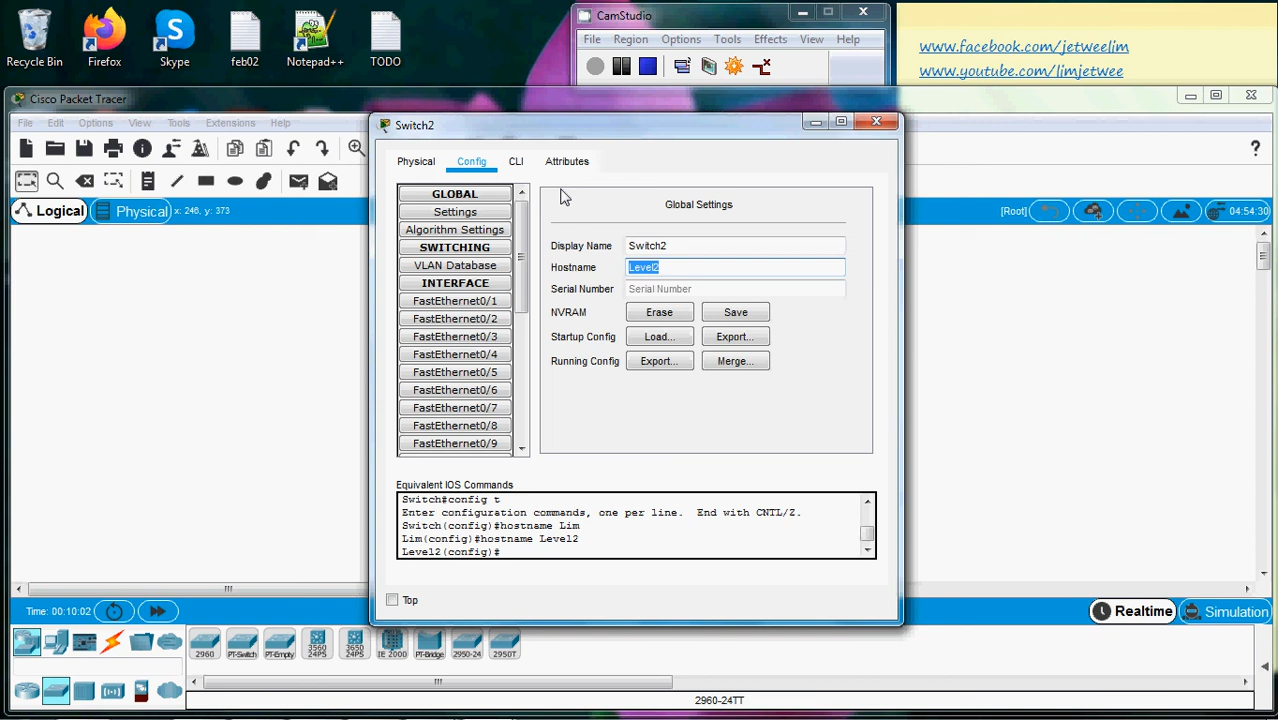 Recycle Bin
Firefox
Skype
feb02
Notepad++
TODO
CamStudio
File Region Options Tools Effects View Help
www.facebook.com/jetweelim
www.youtube.com/limjetwee
Cisco Packet Tracer
File Edit Options View Tools Extensions Help
Logical
Physical
x: 246, y: 373
[Root]
04:54:30
Switch2
Physical Config CLI Attributes
GLOBAL
Settings
Algorithm Settings
SWITCHING
VLAN Database
INTERFACE
FastEthernet0/1
FastEthernet0/2
FastEthernet0/3
FastEthernet0/4
FastEthernet0/5
FastEthernet0/6
FastEthernet0/7
FastEthernet0/8
FastEthernet0/9
Global Settings
Display Name Switch2
Hostname Level2
Serial Number Serial Number
NVRAM Erase Save
Startup Config Load... Export...
Running Config Export... Merge...
Equivalent IOS Commands
Switch#config t
Enter configuration commands, one per line. End with CNTL/Z.
Switch(config)#hostname Lim
Lim(config)#hostname Level2
Level2(config)#
Top
Time: 00:10:02
Realtime
Simulation
2960
PT-Switch
PT-Empty
3560
24PS
3650
24PS
IE 2000
PT-Bridge
2950-24
2950T
2960-24TT